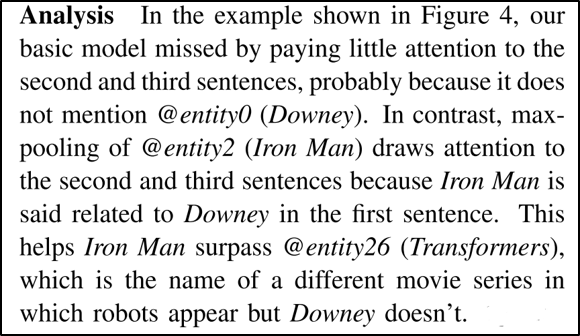 Analysis In the example shown in Figure 4, our
basic model missed by paying little attention to the
second and third sentences, probably because it does
not mention @entity0 (Downey). In contrast, max-
pooling of @entity2 (Iron Man) draws attention to
the second and third sentences because Iron Man is
said related to Downey in the first sentence. This
helps Iron Man surpass @entity26 (Transformers),
which is the name of a different movie series in
which robots appear but Downey doesn't.